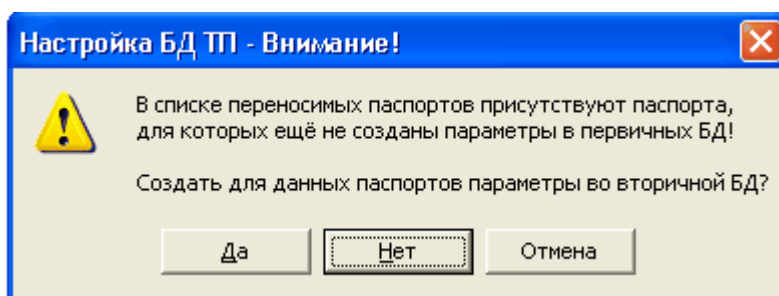 Настройка БД ТП - Внимание!
В списке переносимых паспортов присутствуют паспорта,
для которых ещё не созданы параметры в первичных БД!
Создать для данных паспортов параметры во вторичной БД?
Да
Нет
Отмена